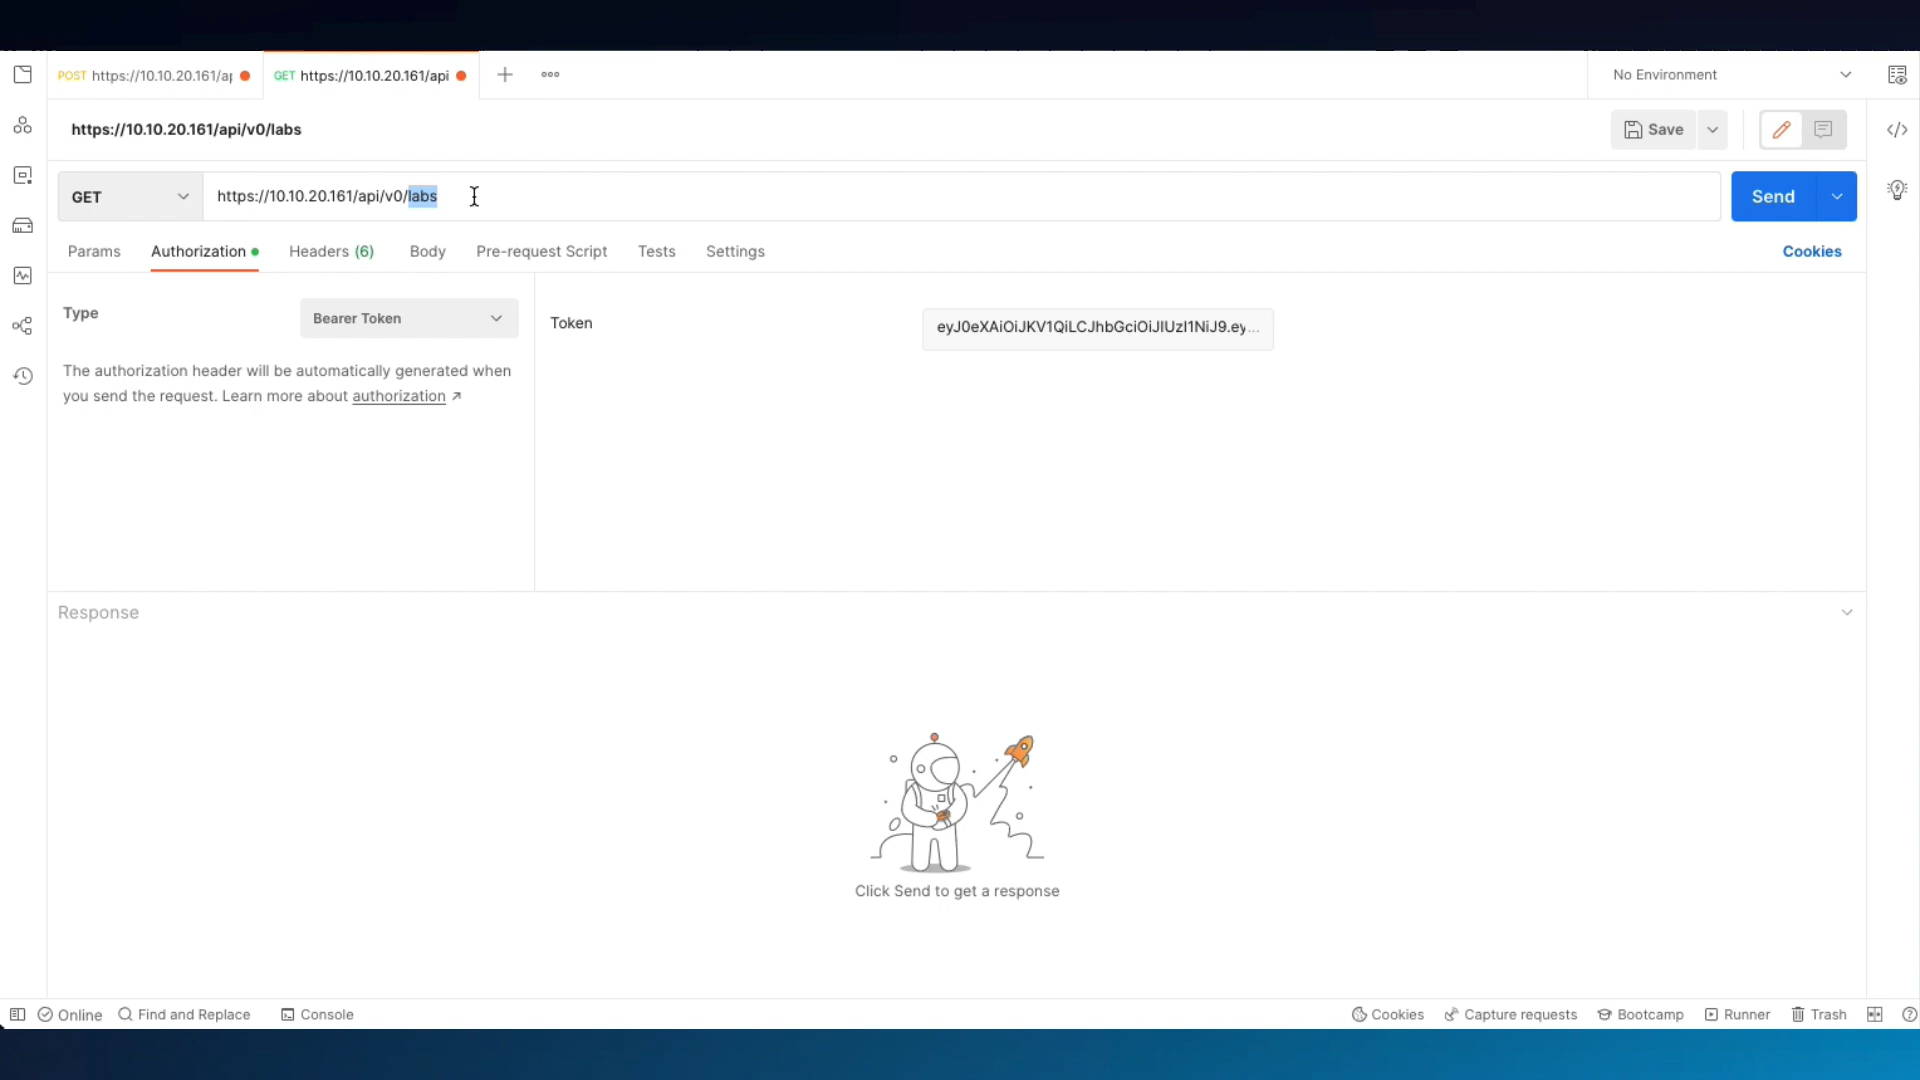 POST https://10.10.20.161/ap
GET https://10.10.20.161/api
No Environment
https://10.10.20.161/api/v0/labs
Save
GET
https://10.10.20.161/api/v0/labs
Send
Params
Authorization
Headers (6)
Body
Pre-request Script
Tests
Settings
Cookies
Type
Bearer Token
The authorization header will be automatically generated when
you send the request. Learn more about authorization ↗
Token
eyJ0eXAiOiJKV1QiLCJhbGciOiJIUzI1NiJ9.ey...
Response
Click Send to get a response
Online
Find and Replace
Console
Cookies
Capture requests
Bootcamp
Runner
Trash